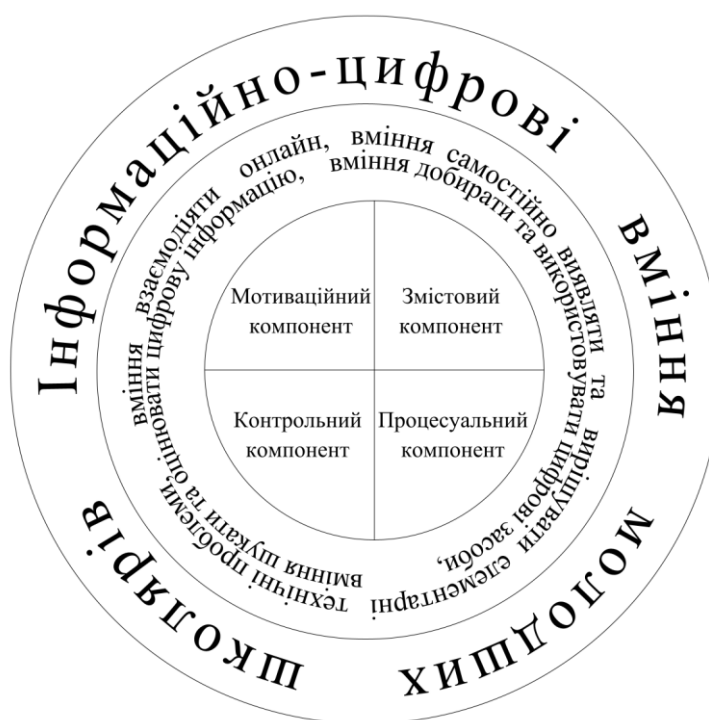 Інформаційно-цифрові вміння молодших школярів
вміння взаємодіяти онлайн, вміння самостійно виявляти та вирішувати елементарні технічні проблеми,
вміння шукати та оцінювати цифрову інформацію, вміння добирати та використовувати цифрові засоби,
Мотиваційний
компонент
Змістовий
компонент
Контрольний
компонент
Процесуальний
компонент